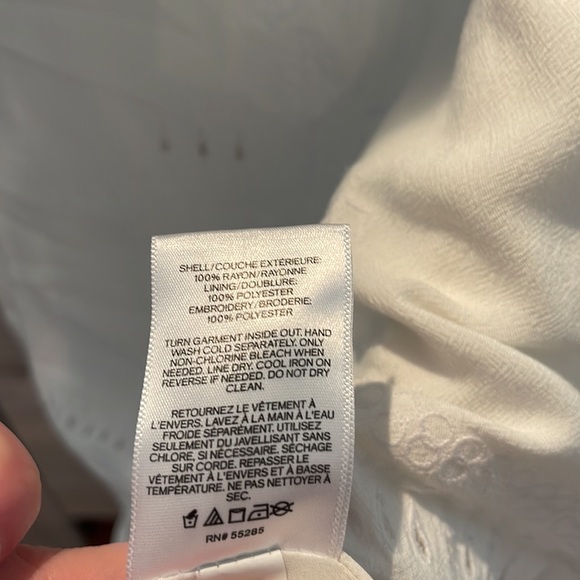 SHELL/COUCHE EXTÉRIEURE:
100% RAYON/RAYONNE
LINING/DOUBLURE:
100% POLYESTER
EMBROIDERY/BRODERIE:
100% POLYESTER
TURN GARMENT INSIDE OUT. HAND
WASH COLD SEPARATELY. ONLY
NON-CHLORINE BLEACH WHEN
NEEDED. LINE DRY. COOL IRON ON
REVERSE IF NEEDED. DO NOT DRY
CLEAN.
RETOURNEZ LE VÊTEMENT À
L'ENVERS. LAVEZ À LA MAIN À L'EAU
FROIDE SÉPARÉMENT. UTILISEZ
SEULEMENT DU JAVELLISANT SANS
CHLORE, SI NÉCESSAIRE. SÉCHAGE
SUR CORDE. REPASSER LE
VÊTEMENT À L'ENVERS ET À BASSE
TEMPÉRATURE. NE PAS NETTOYER À
SEC.
RN# 55285